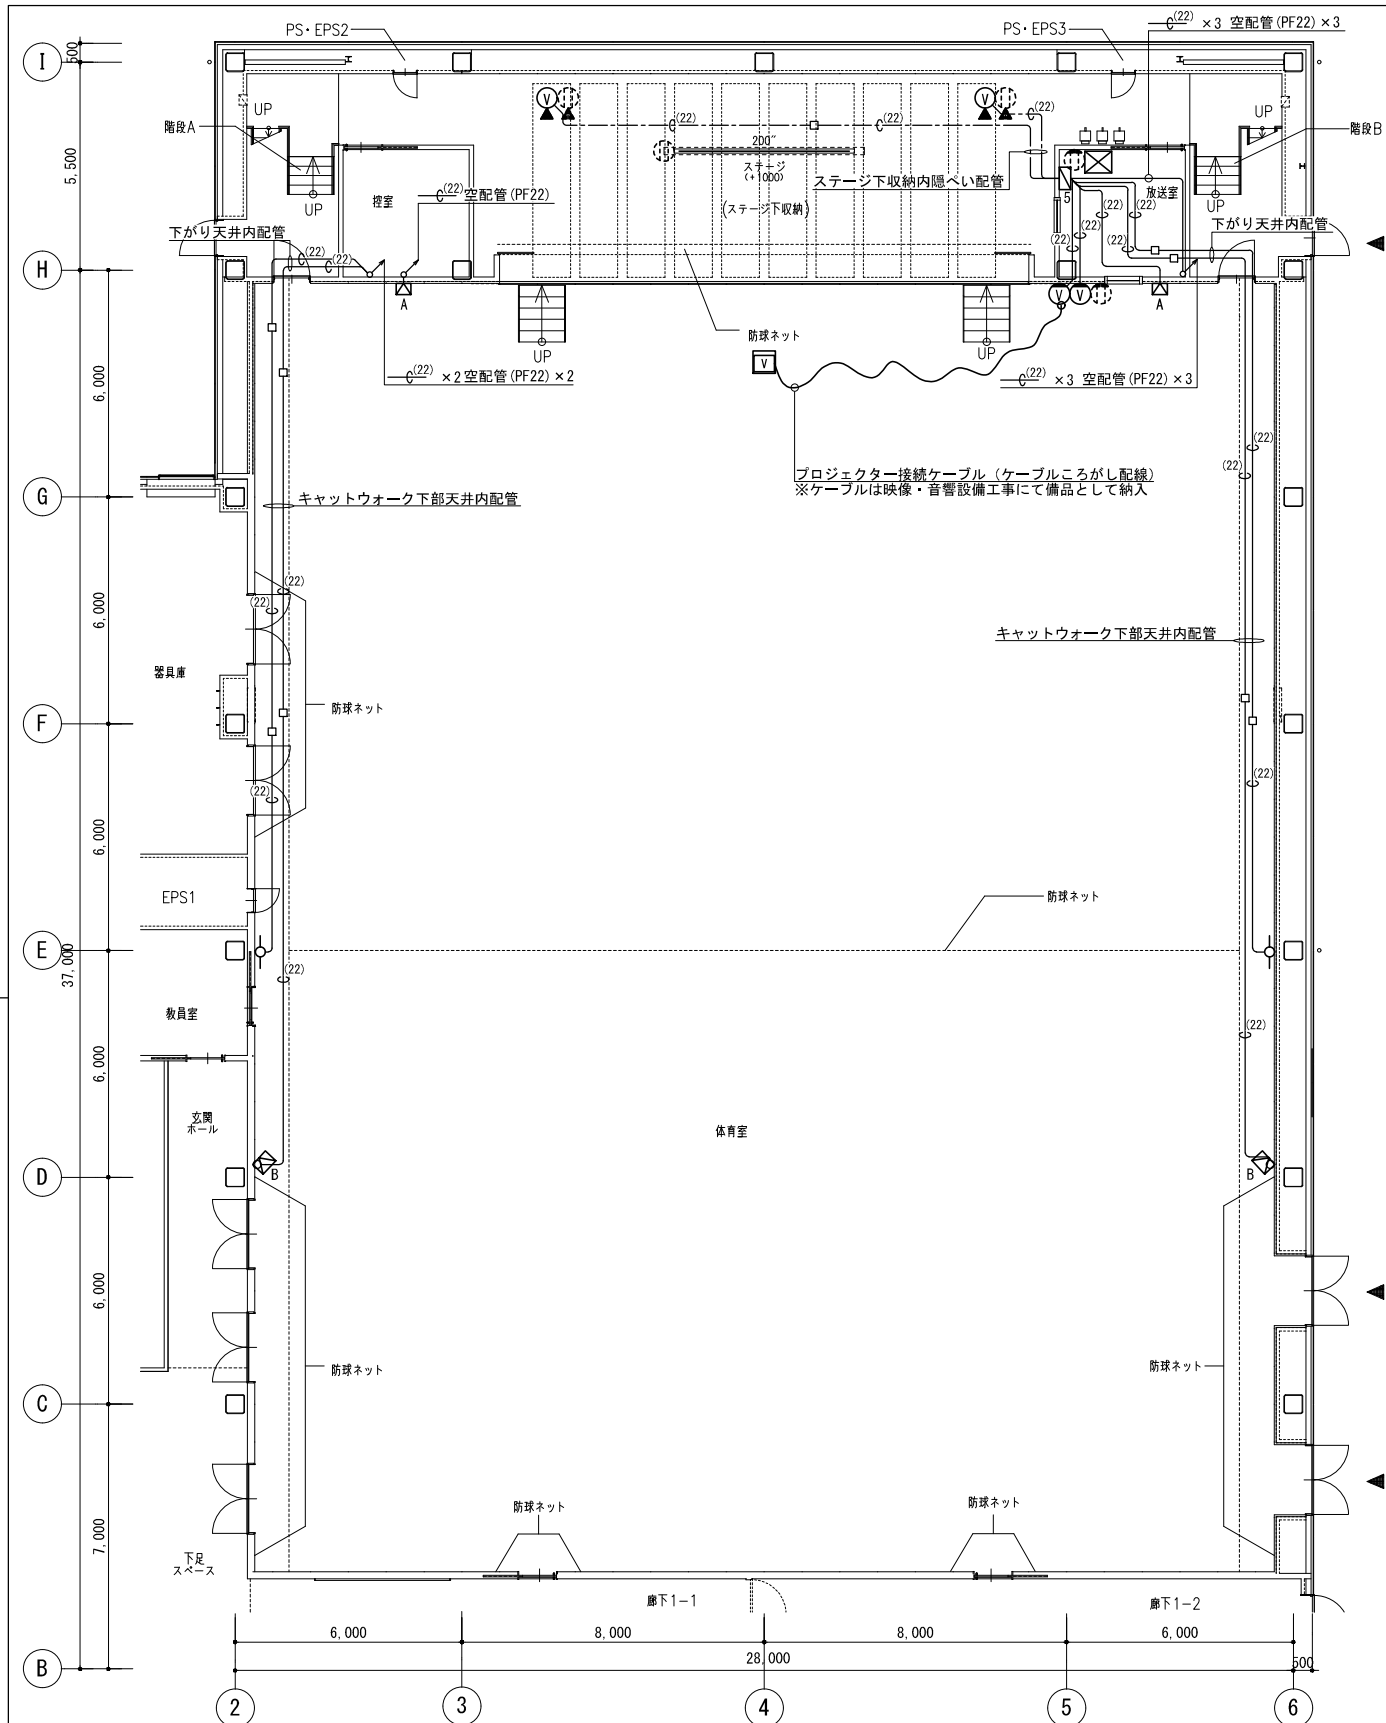 PS・EPS2
PS・EPS3
(22) ×3 空配管(PF22)×3
I
500
UP
階段A
5,500
UP
控室
(22) 空配管(PF22)
下がり天井内配管
(22)
(22)
V
(22)
(22)
V
(22)
200"
ステージ
(+1000)
(ステージ下収納)
ステージ下収納内隠ぺい配管
5
放送室
(22)
(22)
(22)
(22)
(22)
UP
UP
階段B
下がり天井内配管
H
A
UP
防球ネット
V
V
V
UP
A
(22) ×2 空配管(PF22)×2
(22) ×3 空配管(PF22)×3
6,000
プロジェクター接続ケーブル(ケーブルころがし配線)
※ケーブルは映像・音響設備工事にて備品として納入
(22)
(22)
G
キャットウォーク下部天井内配管
(22)
(22)
6,000
キャットウォーク下部天井内配管
器具庫
F
防球ネット
(22)
(22)
6,000
EPS1
防球ネット
E
37,000
(22)
教員室
(22)
6,000
玄関
ホール
体育室
D
B
B
6,000
防球ネット
防球ネット
C
防球ネット
防球ネット
7,000
下足
スペース
廊下1-1
廊下1-2
6,000
8,000
8,000
6,000
28,000
500
B
2
3
4
5
6